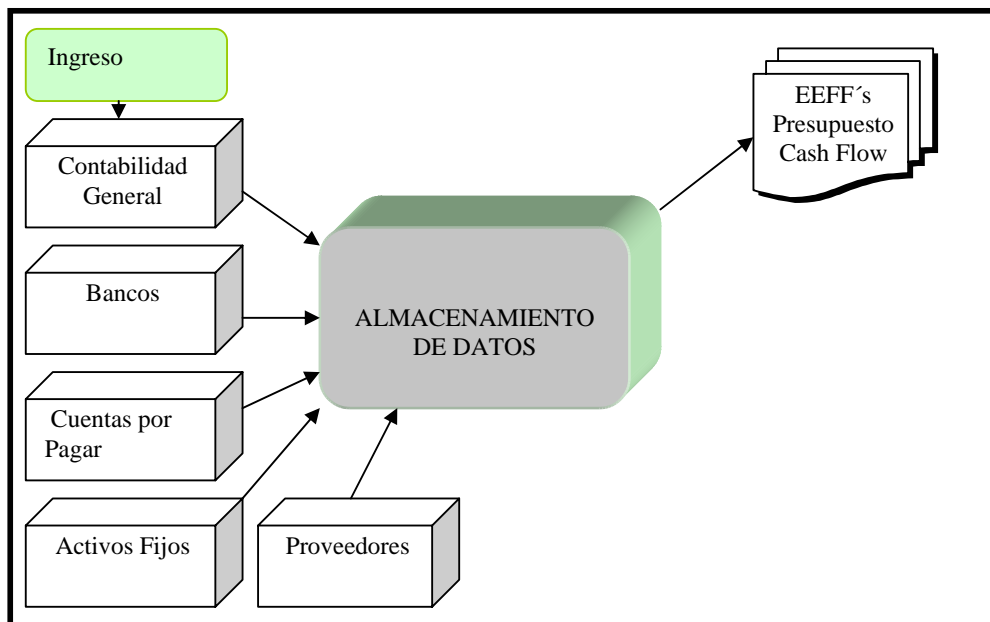 Ingreso
Contabilidad
General
Bancos
Cuentas por
Pagar
Activos Fijos
Proveedores
ALMACENAMIENTO
DE DATOS
EEFF´s
Presupuesto
Cash Flow